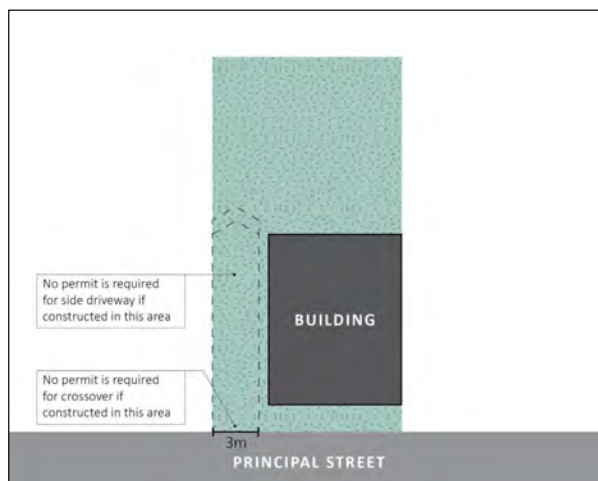 No permit is required
for side driveway if
constructed in this area
BUILDING
No permit is required
for crossover if
constructed in this area
3m
PRINCIPAL STREET